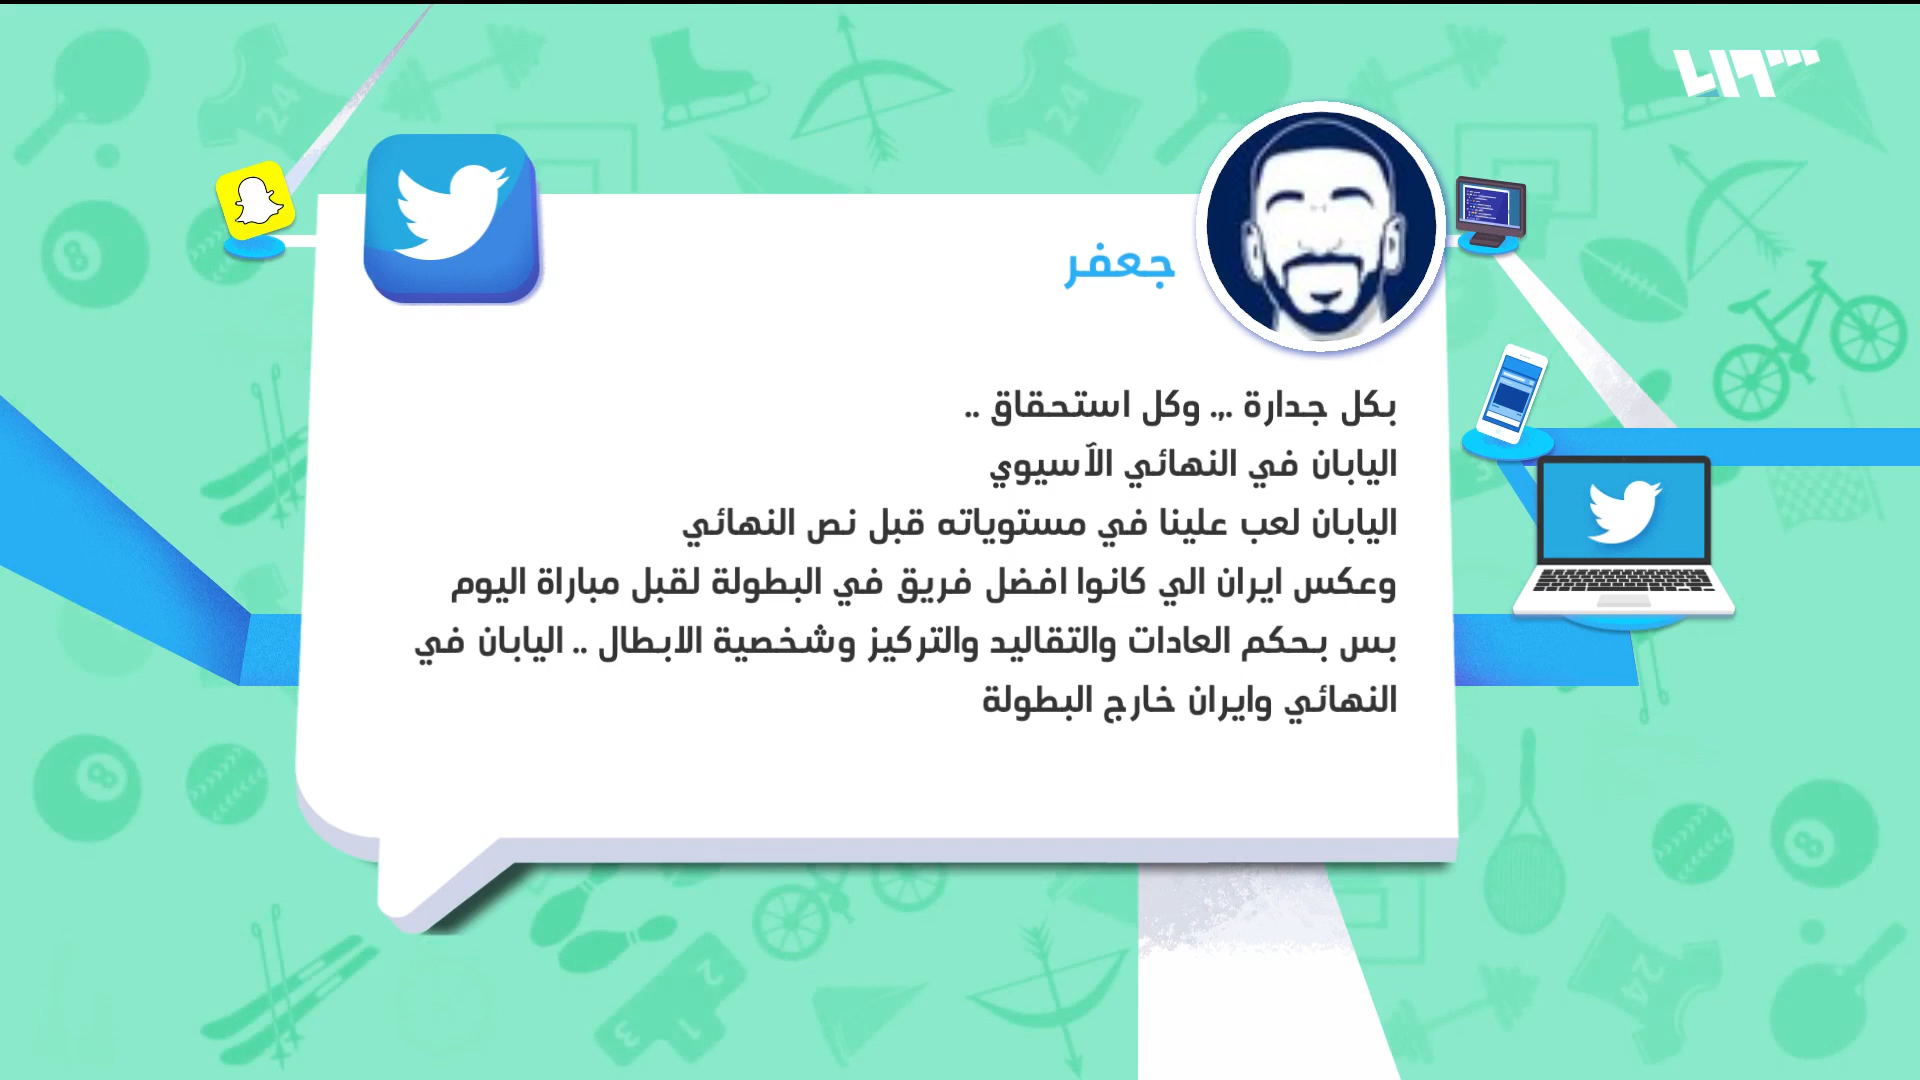 جعفر
بكل جدارة .,. وكل استحقاق ..
اليابان في النهائي الآسيوي
اليابان لعب علينا في مستوياته قبل نص النهائي
وعكس ايران الي كانوا افضل فريق في البطولة لقبل مباراة اليوم
بس بحكم العادات والتقاليد والتركيز وشخصية الابطال .. اليابان في
النهائي وايران خارج البطولة